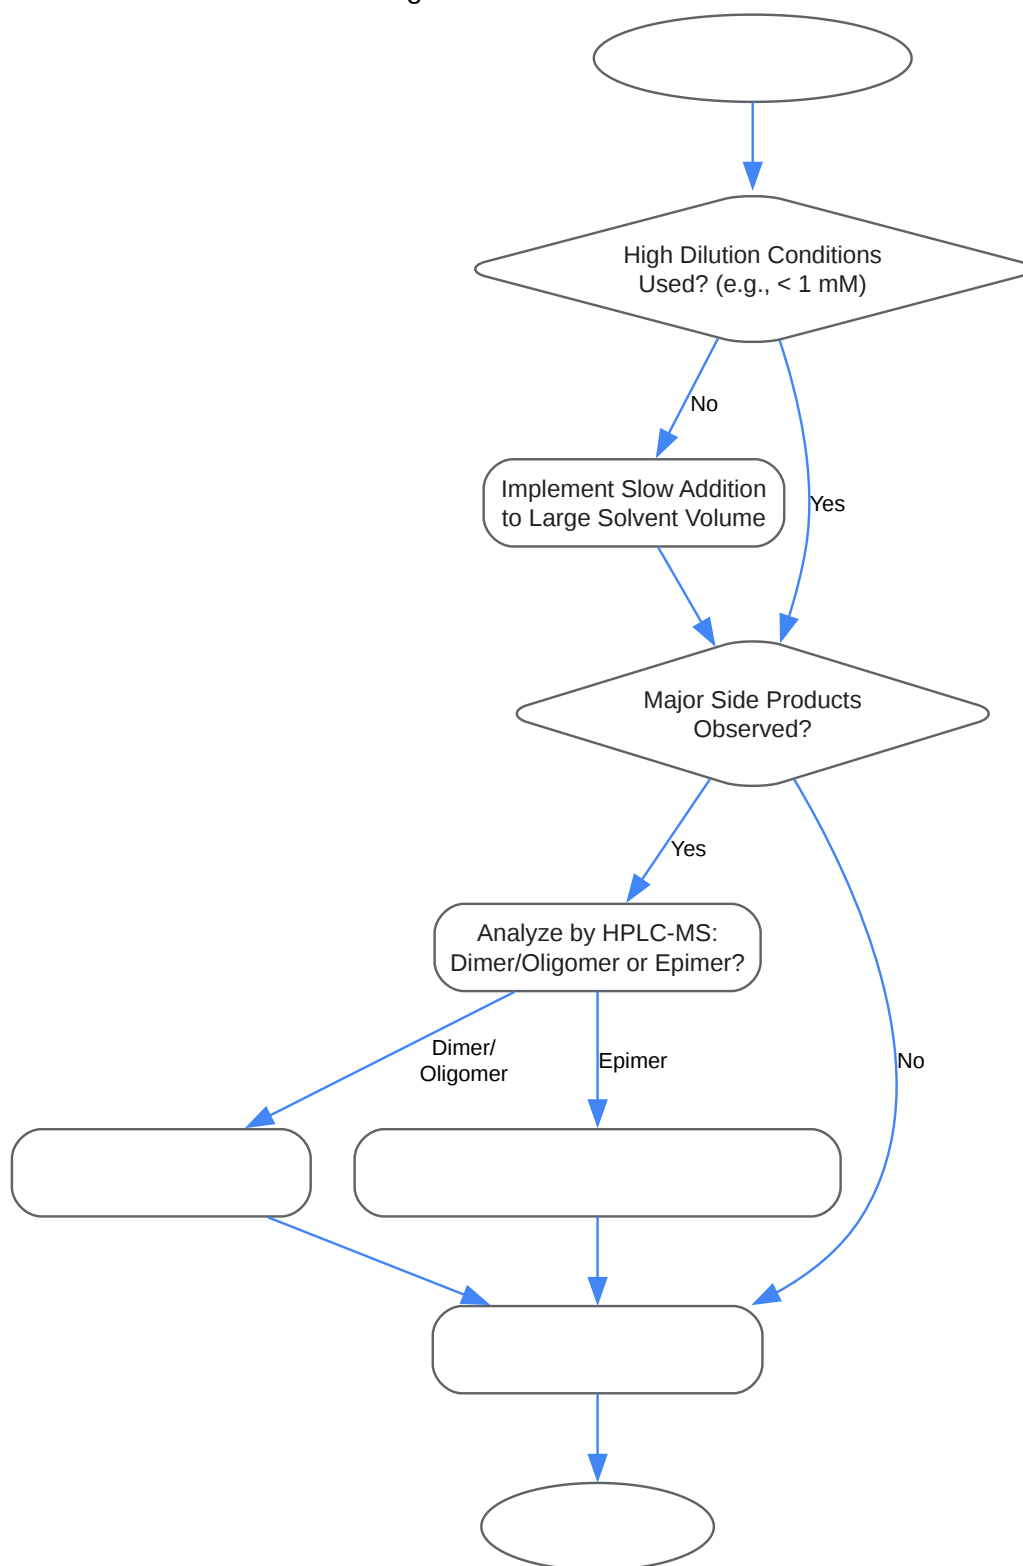 High Dilution Conditions
Used? (e.g., < 1 mM)
No
Yes
Implement Slow Addition
to Large Solvent Volume
Major Side Products
Observed?
Yes
No
Analyze by HPLC-MS:
Dimer/Oligomer or Epimer?
Dimer/
Oligomer
Epimer